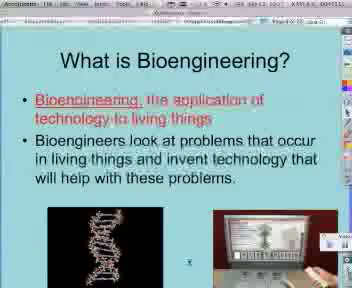 What is Bioengineering?
• Bioengineering: the application of
technology to living things
• Bioengineers look at problems that occur
in living things and invent technology that
will help with these problems.